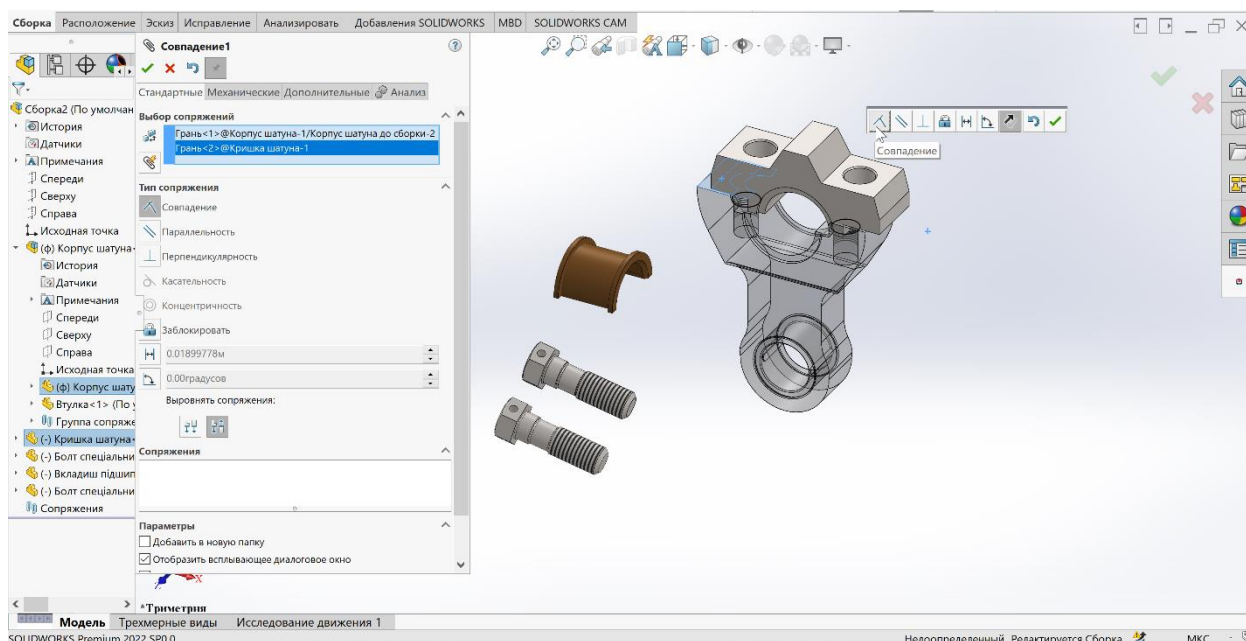 Сборка Расположение Эскиз Исправление Анализировать Добавления SOLIDWORKS MBD SOLIDWORKS CAM
Сборка2 (По умолчан
История
Датчики
Примечания
Спереди
Сверху
Справа
Исходная точка
(ф) Корпус шатуна
История
Датчики
Примечания
Спереди
Сверху
Справа
Исходная точка
(ф) Корпус шату
Втулка<1> (По
Группа сопряже
(-) Кришка шатуна
(-) Болт спеціальни
(-) Вкладиш підшип
(-) Болт спеціальни
Сопряжения
Совпадение1
Стандартные Механические Дополнительные Анализ
Выбор сопряжений
Грань<1>@Корпус шатуна-1/Корпус шатуна до сборки-2
Грань<2>@Кришка шатуна-1
Тип сопряжения
Совпадение
Параллельность
Перпендикулярность
Касательность
Концентричность
Заблокировать
0.01899778м
0.00градусов
Выровнять сопряжения:
Сопряжения
Параметры
Добавить в новую папку
Отобразить всплывающее диалоговое окно
Совпадение
X
*Триметрия
Модель Трехмерные виды Исследование движения 1
SOLIDWORKS Premium 2022 SP0.0 Недоопределенный Редактируется Сборка МКС